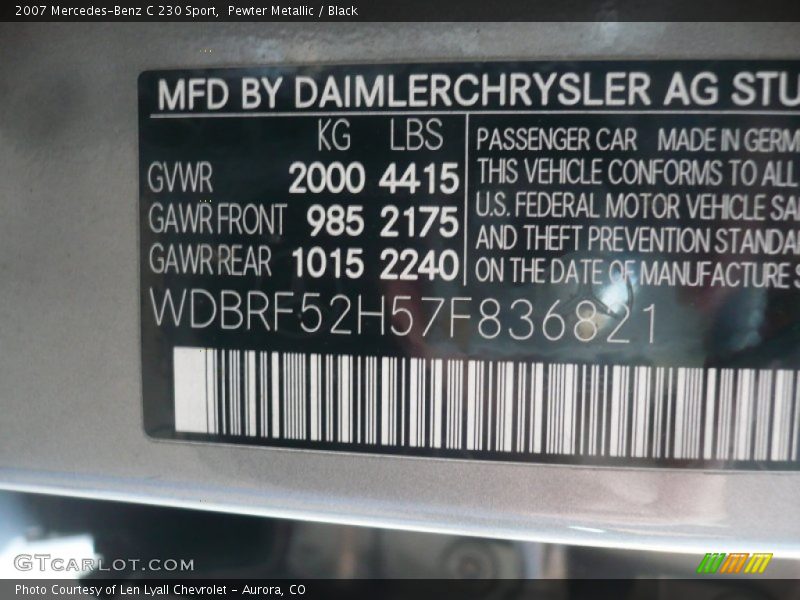 2007 Mercedes-Benz C 230 Sport,  Pewter Metallic / Black
MFD BY DAIMLERCHRYSLER AG STU
KG LBS
GVWR 2000 4415
GAWR FRONT 985 2175
GAWR REAR 1015 2240
PASSENGER CAR MADE IN GERM
THIS VEHICLE CONFORMS TO ALL
U.S. FEDERAL MOTOR VEHICLE SA
AND THEFT PREVENTION STANDA
ON THE DATE OF MANUFACTURE S
WDBRF52H57F836821
GTCARLOT.COM
Photo Courtesy of Len Lyall Chevrolet - Aurora, CO